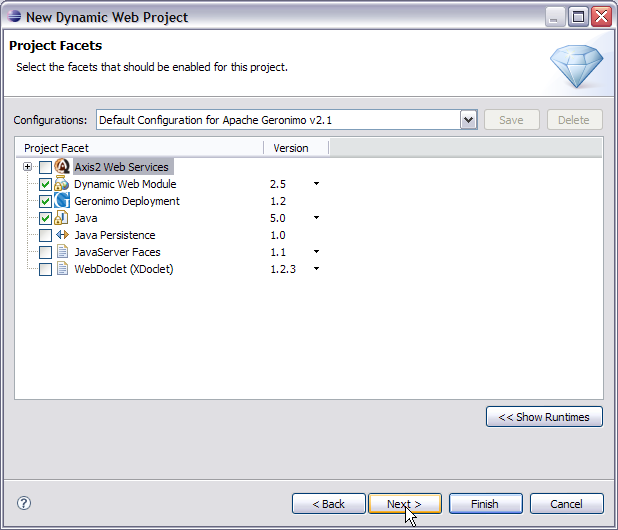 New Dynamic Web Project
Project Facets
Select the facets that should be enabled for this project.
Configurations: Default Configuration for Apache Geronimo v2.1 Save Delete
Project Facet Version
Axis2 Web Services
Dynamic Web Module 2.5
Geronimo Deployment 1.2
Java 5.0
Java Persistence 1.0
JavaServer Faces 1.1
WebDoclet (XDoclet) 1.2.3
<< Show Runtimes
? < Back Next > Finish Cancel